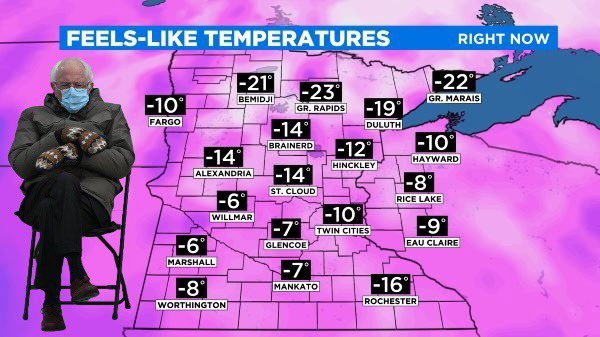 FEELS-LIKE TEMPERATURES RIGHT NOW
-21°
BEMIDJI
-23°
GR. RAPIDS
-22°
GR. MARAIS
-10°
FARGO
-19°
DULUTH
-14°
BRAINERD
-12°
HINCKLEY
-10°
HAYWARD
-14°
ALEXANDRIA
-14°
ST. CLOUD
-8°
RICE LAKE
-6°
WILLMAR
-10°
TWIN CITIES
-7°
GLENCOE
-9°
EAU CLAIRE
-6°
MARSHALL
-7°
MANKATO
-8°
WORTHINGTON
-16°
ROCHESTER